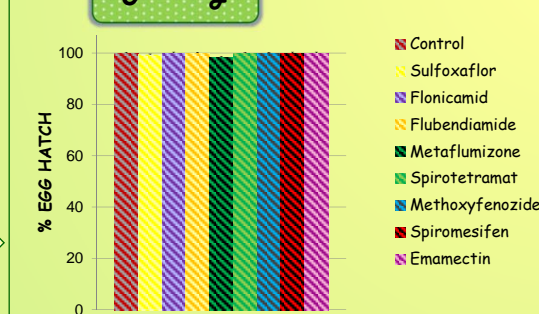 100
80
60
40
20
0
% EGG HATCH
Control
Sulfoxaflor
Flonicamid
Flubendiamide
Metaflumizone
Spirotetramat
Methoxyfenozide
Spiromesifen
Emamectin